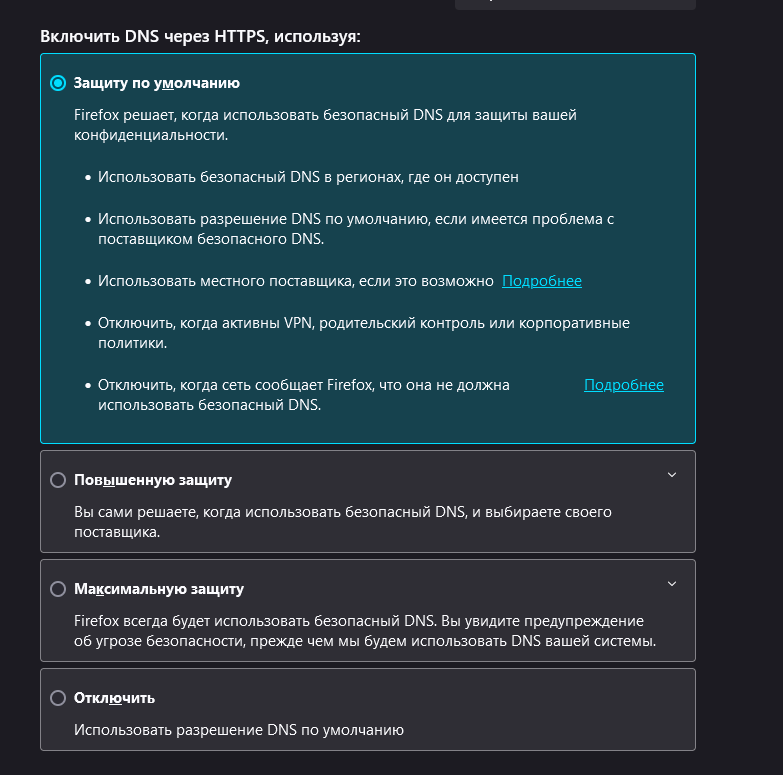 Включить DNS через HTTPS, используя:
Защиту по умолчанию
Firefox решает, когда использовать безопасный DNS для защиты вашей
конфиденциальности.
• Использовать безопасный DNS в регионах, где он доступен
• Использовать разрешение DNS по умолчанию, если имеется проблема с
поставщиком безопасного DNS.
• Использовать местного поставщика, если это возможно Подробнее
• Отключить, когда активны VPN, родительский контроль или корпоративные
политики.
• Отключить, когда сеть сообщает Firefox, что она не должна Подробнее
использовать безопасный DNS.
Повышенную защиту
Вы сами решаете, когда использовать безопасный DNS, и выбираете своего
поставщика.
Максимальную защиту
Firefox всегда будет использовать безопасный DNS. Вы увидите предупреждение
об угрозе безопасности, прежде чем мы будем использовать DNS вашей системы.
Отключить
Использовать разрешение DNS по умолчанию